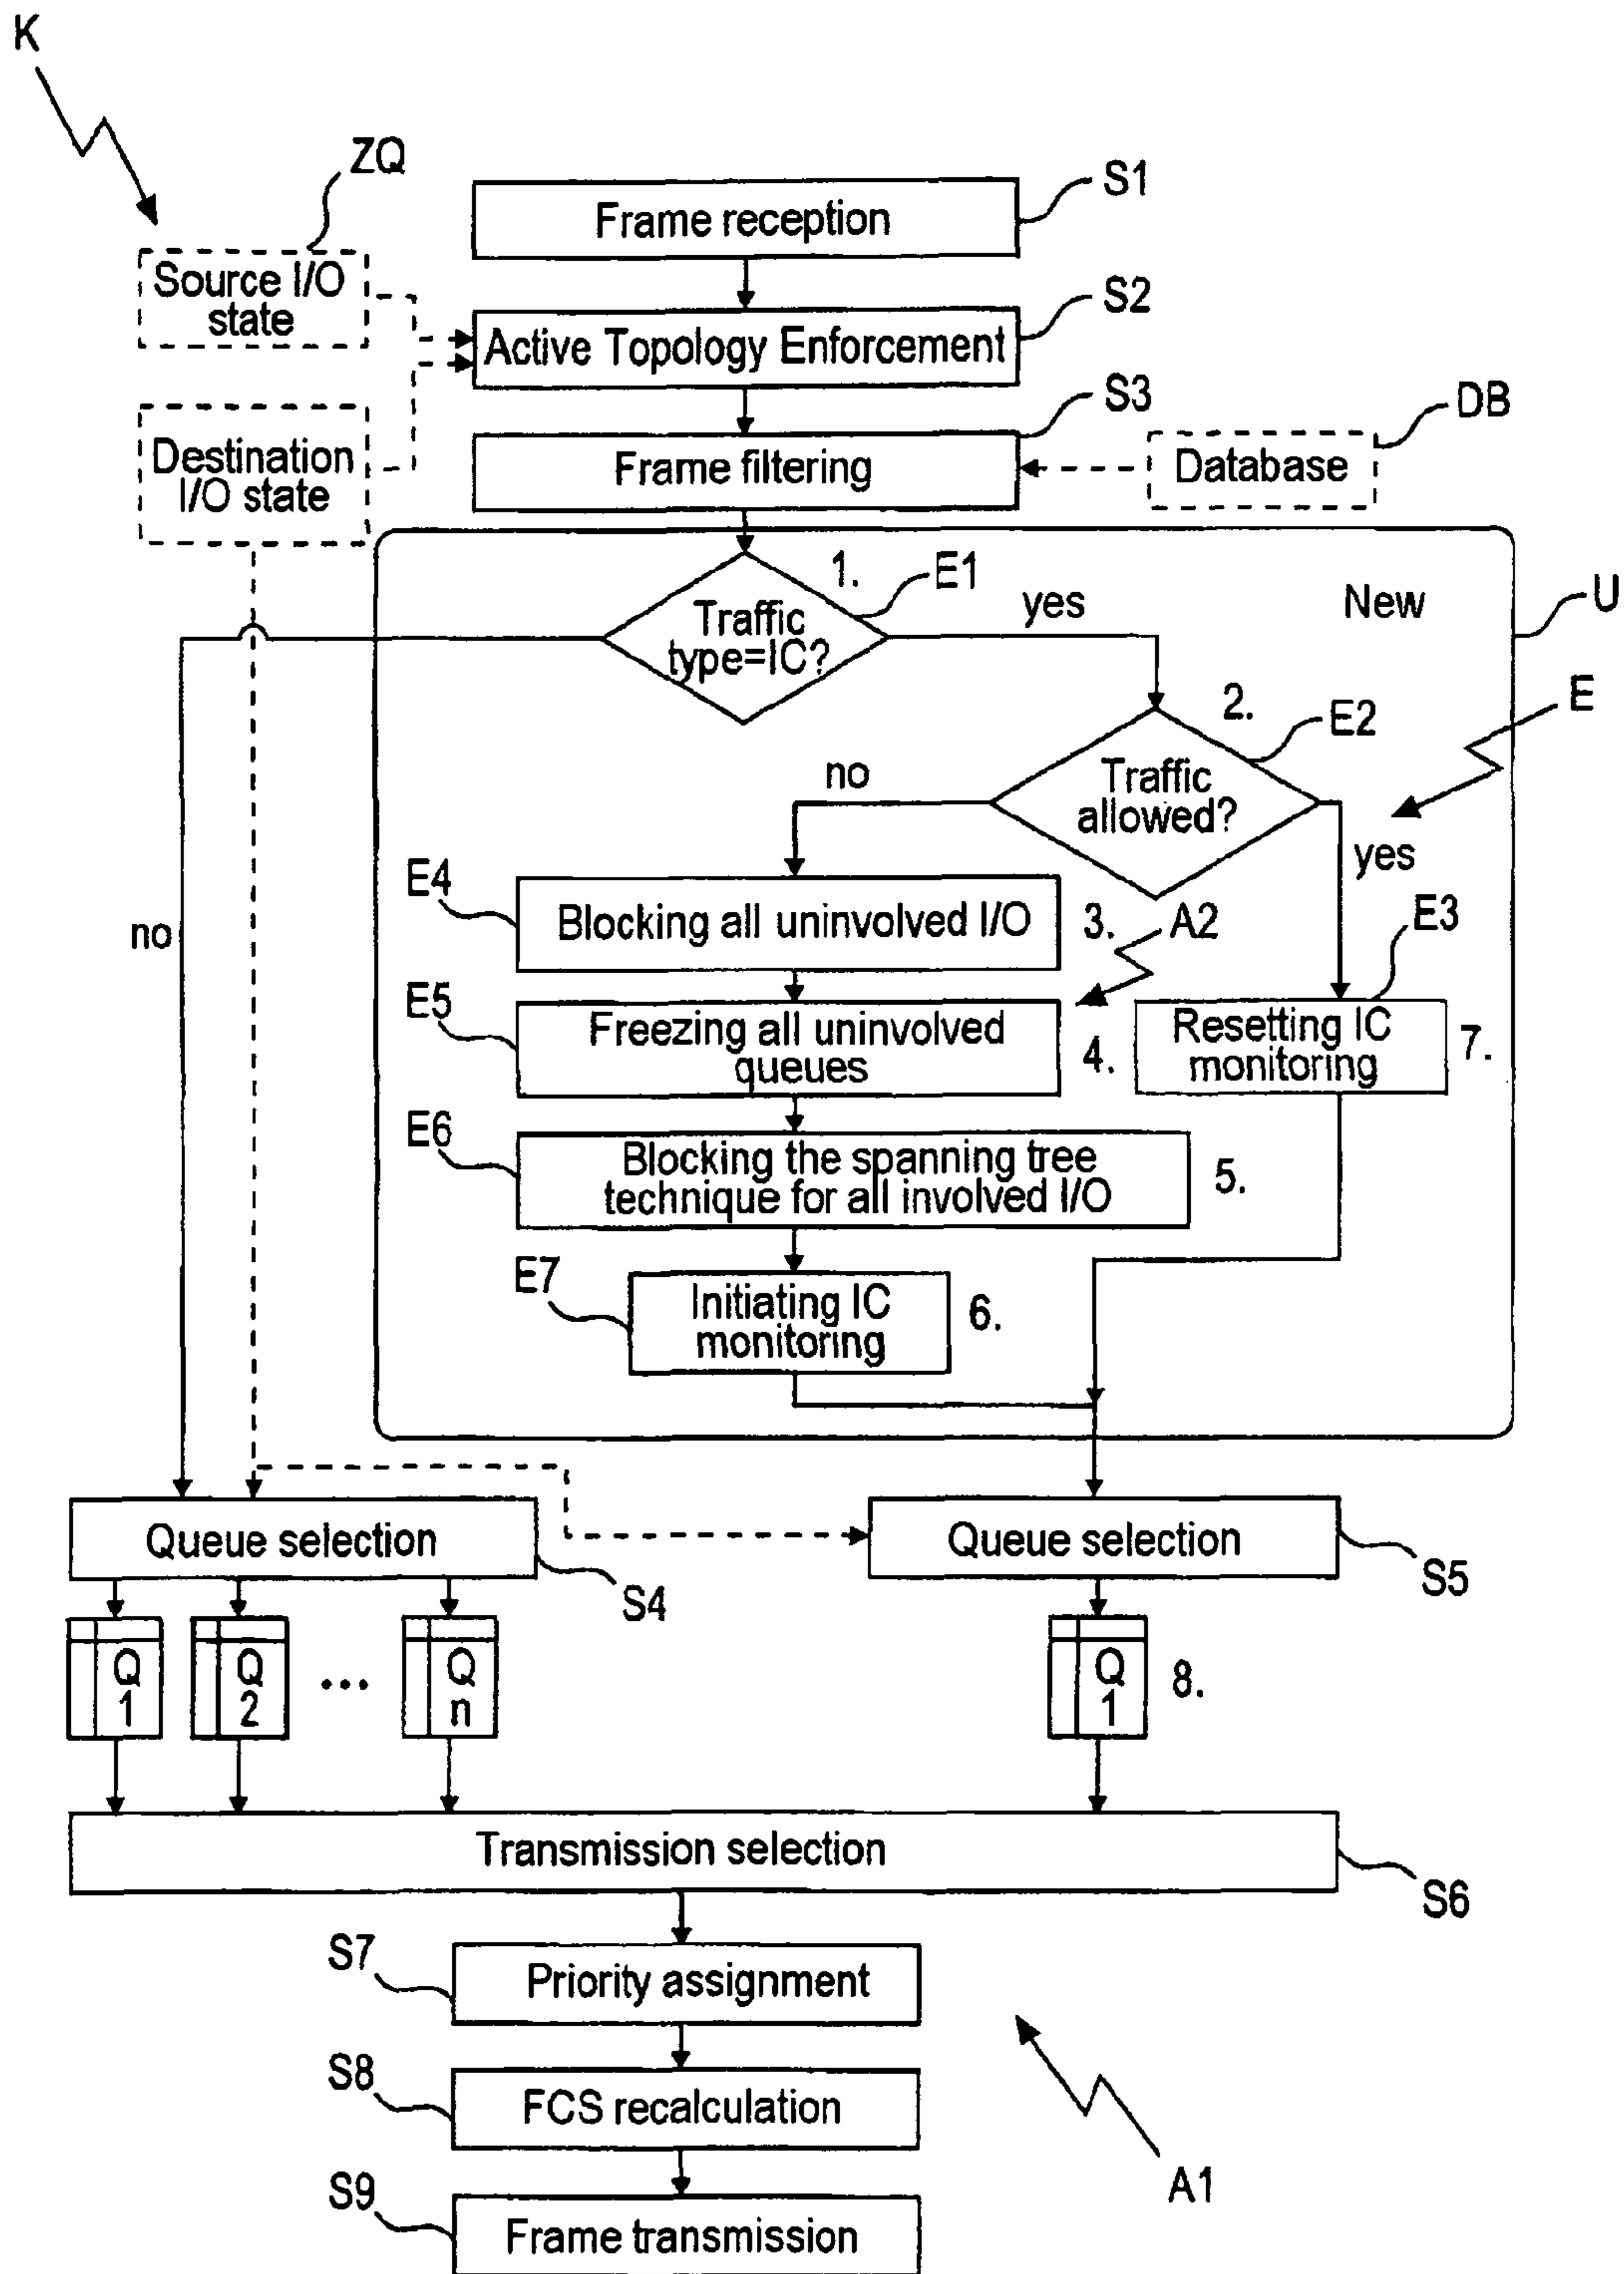 K
ZQ
S1
Frame reception
Source I/O
state
S2
Active Topology Enforcement
S3
DB
Destination
I/O state
Frame filtering
Database
1.
E1
yes
New
U
Traffic
type=IC?
2.
E2
E
no
Traffic
allowed?
yes
E4
Blocking all uninvolved I/O
3.
A2
E3
no
E5
Freezing all uninvolved
queues
4.
Resetting IC
monitoring
7.
E6
Blocking the spanning tree
technique for all involved I/O
5.
E7
Initiating IC
monitoring
6.
Queue selection
S4
Queue selection
S5
Q
1
Q
2
...
Q
n
Q
1
8.
Transmission selection
S6
S7
Priority assignment
S8
FCS recalculation
A1
S9
Frame transmission